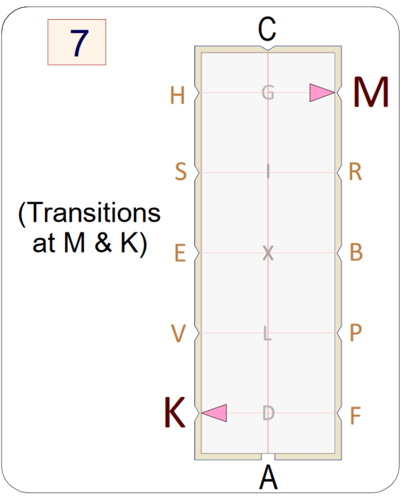 7
C
H G M
S I R
(Transitions
at M & K)
E X B
V L P
K D F
A